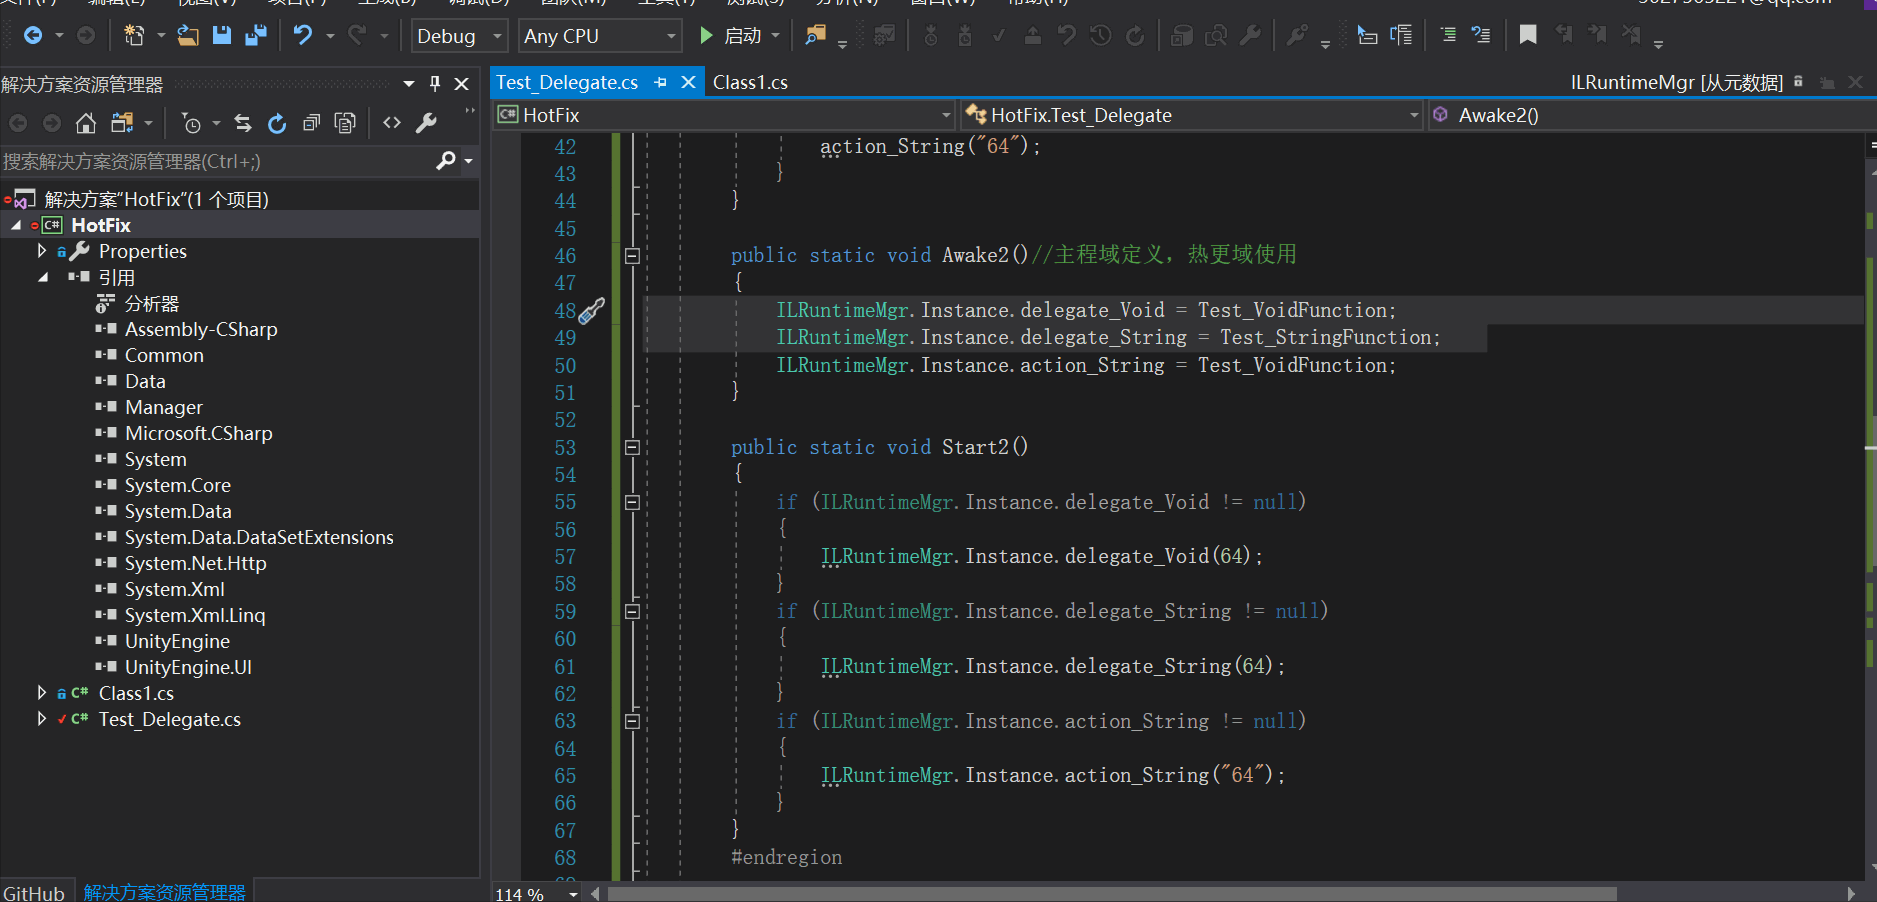 Debug
Any CPU
启动
解决方案资源管理器
搜索解决方案资源管理器(Ctrl+;)
解决方案"HotFix"(1 个项目)
HotFix
Properties
引用
分析器
Assembly-CSharp
Common
Data
Manager
Microsoft.CSharp
System
System.Core
System.Data
System.Data.DataSetExtensions
System.Net.Http
System.Xml
System.Xml.Linq
UnityEngine
UnityEngine.UI
Class1.cs
Test_Delegate.cs
GitHub 解决方案资源管理器
Test_Delegate.cs Class1.cs ILRuntimeMgr [从元数据]
HotFix HotFix.Test_Delegate Awake2()
42 action_String("64");
43 }
44 }
45
46 public static void Awake2()//主程域定义，热更域使用
47 {
48 ILRuntimeMgr.Instance.delegate_Void = Test_VoidFunction;
49 ILRuntimeMgr.Instance.delegate_String = Test_StringFunction;
50 ILRuntimeMgr.Instance.action_String = Test_VoidFunction;
51 }
52
53 public static void Start2()
54 {
55 if (ILRuntimeMgr.Instance.delegate_Void != null)
56 {
57 ILRuntimeMgr.Instance.delegate_Void(64);
58 }
59 if (ILRuntimeMgr.Instance.delegate_String != null)
60 {
61 ILRuntimeMgr.Instance.delegate_String(64);
62 }
63 if (ILRuntimeMgr.Instance.action_String != null)
64 {
65 ILRuntimeMgr.Instance.action_String("64");
66 }
67 }
68 #endregion
114 %